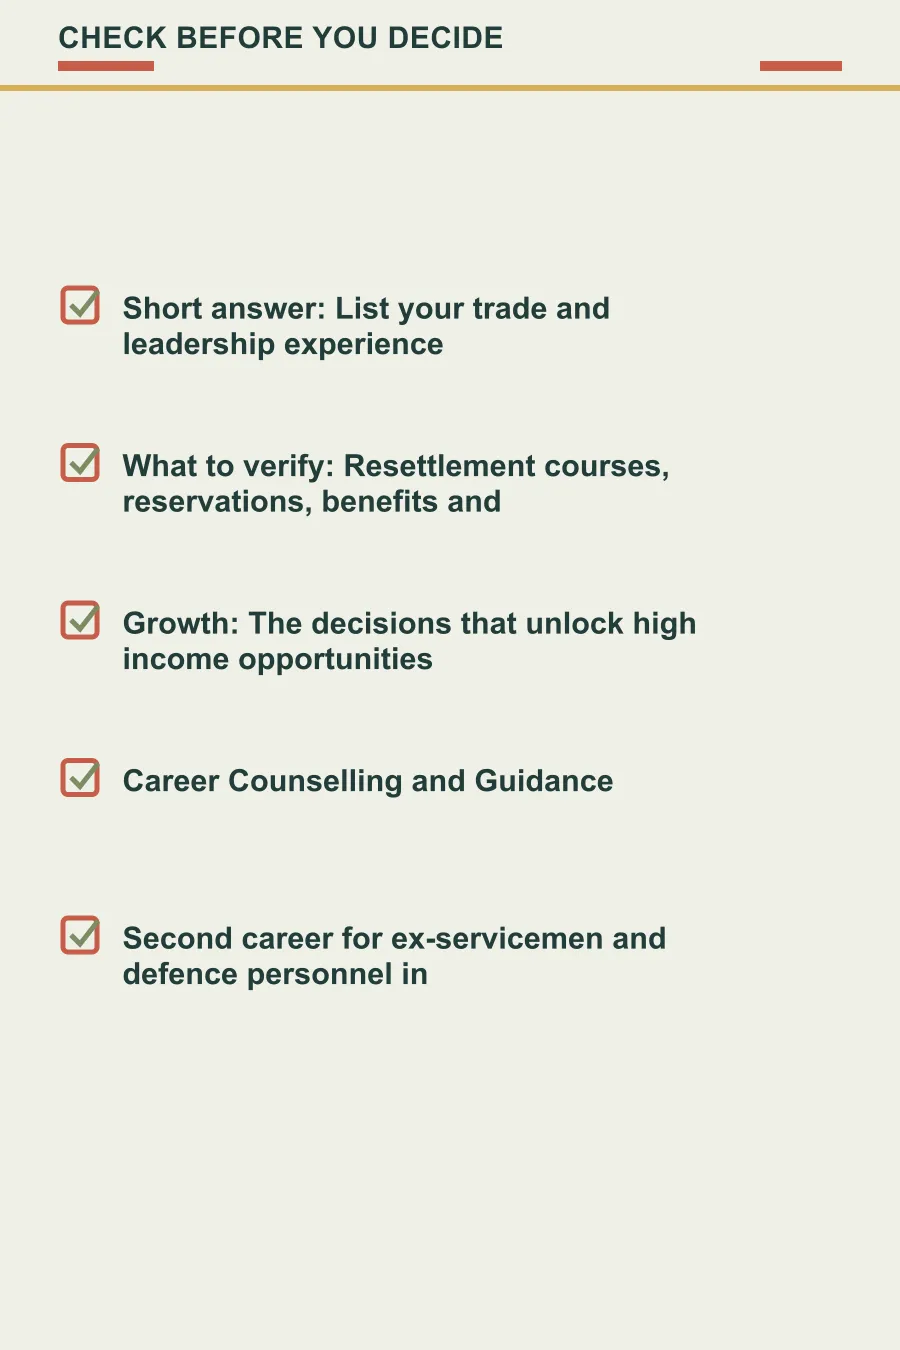 CHECK BEFORE YOU DECIDE
Short answer: List your trade and
leadership experience
What to verify: Resettlement courses,
reservations, benefits and
Growth: The decisions that unlock high
income opportunities
Career Counselling and Guidance
Second career for ex-servicemen and
defence personnel in